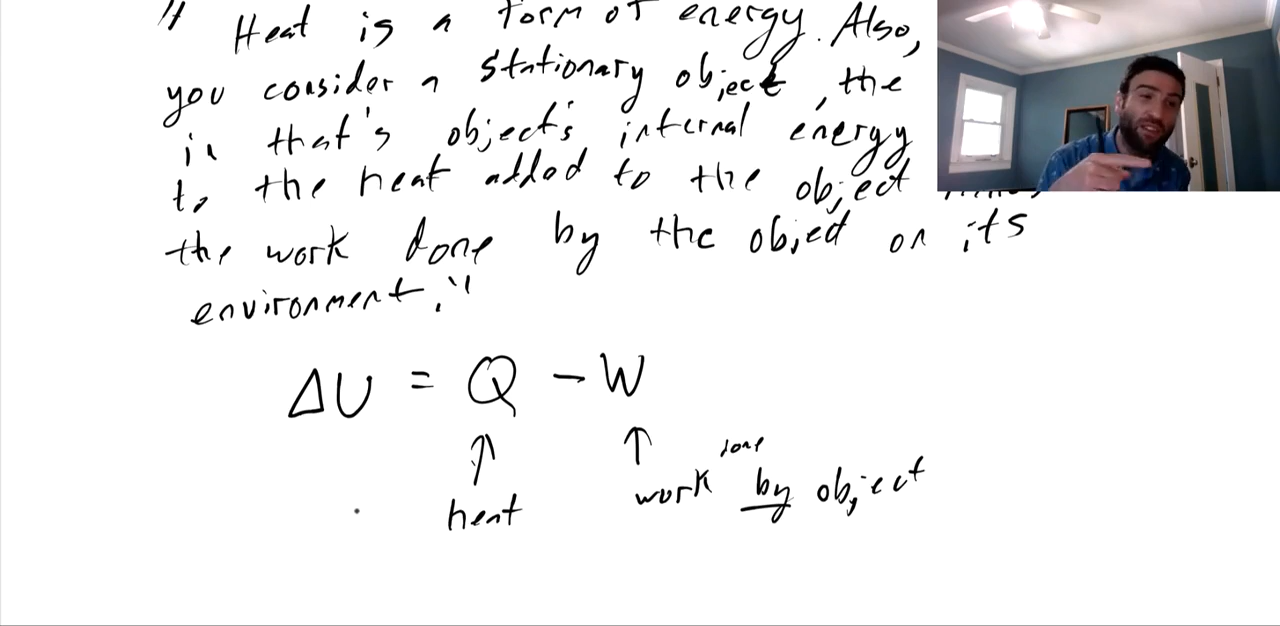 " Heat is a form of energy. Also,
you consider a stationary object, the
in that's object's internal energy
to the heat added to the object
the work done by the object on its
environment."
ΔU = Q - W
↑ ↑ done
heat work by object